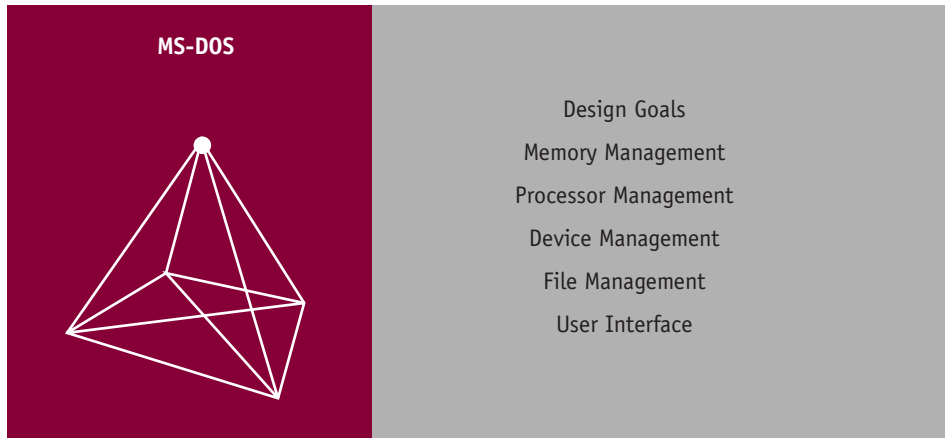 MS-DOS
Design Goals
Memory Management
Processor Management
Device Management
File Management
User Interface